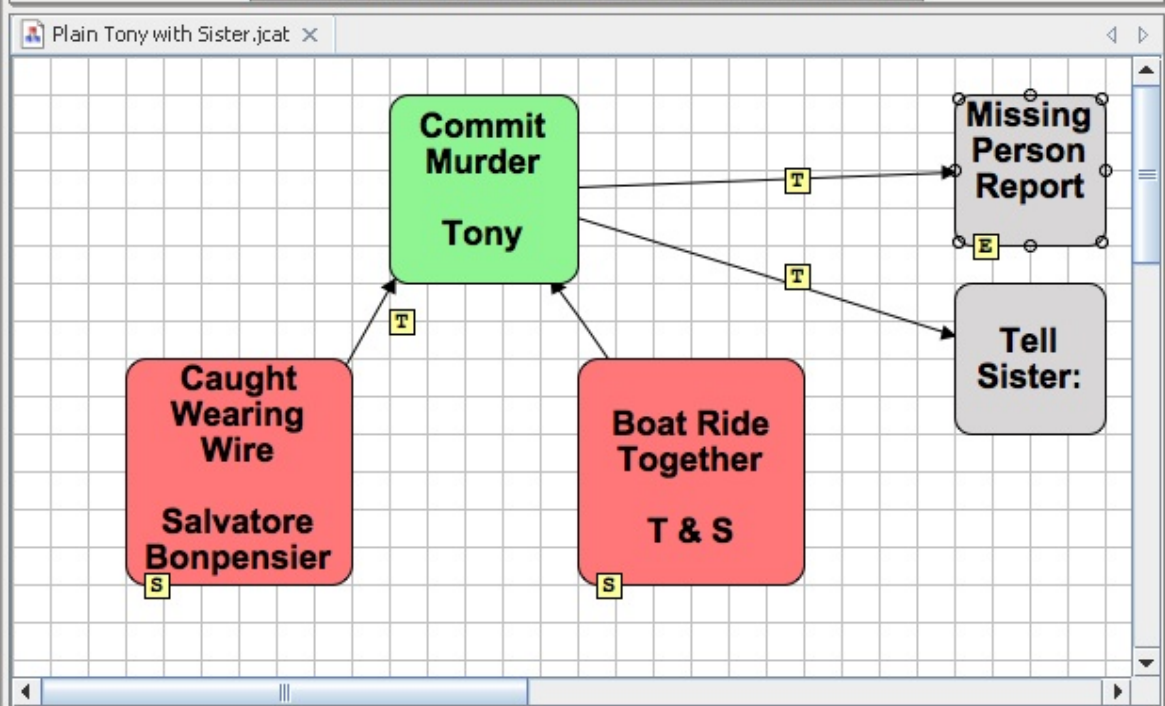 Plain Tony with Sister.jcat
Commit
Murder
Tony
Missing
Person
Report
T
E
T
Tell
Sister:
T
Caught
Wearing
Wire
Salvatore
Bonpensier
S
Boat Ride
Together
T & S
S